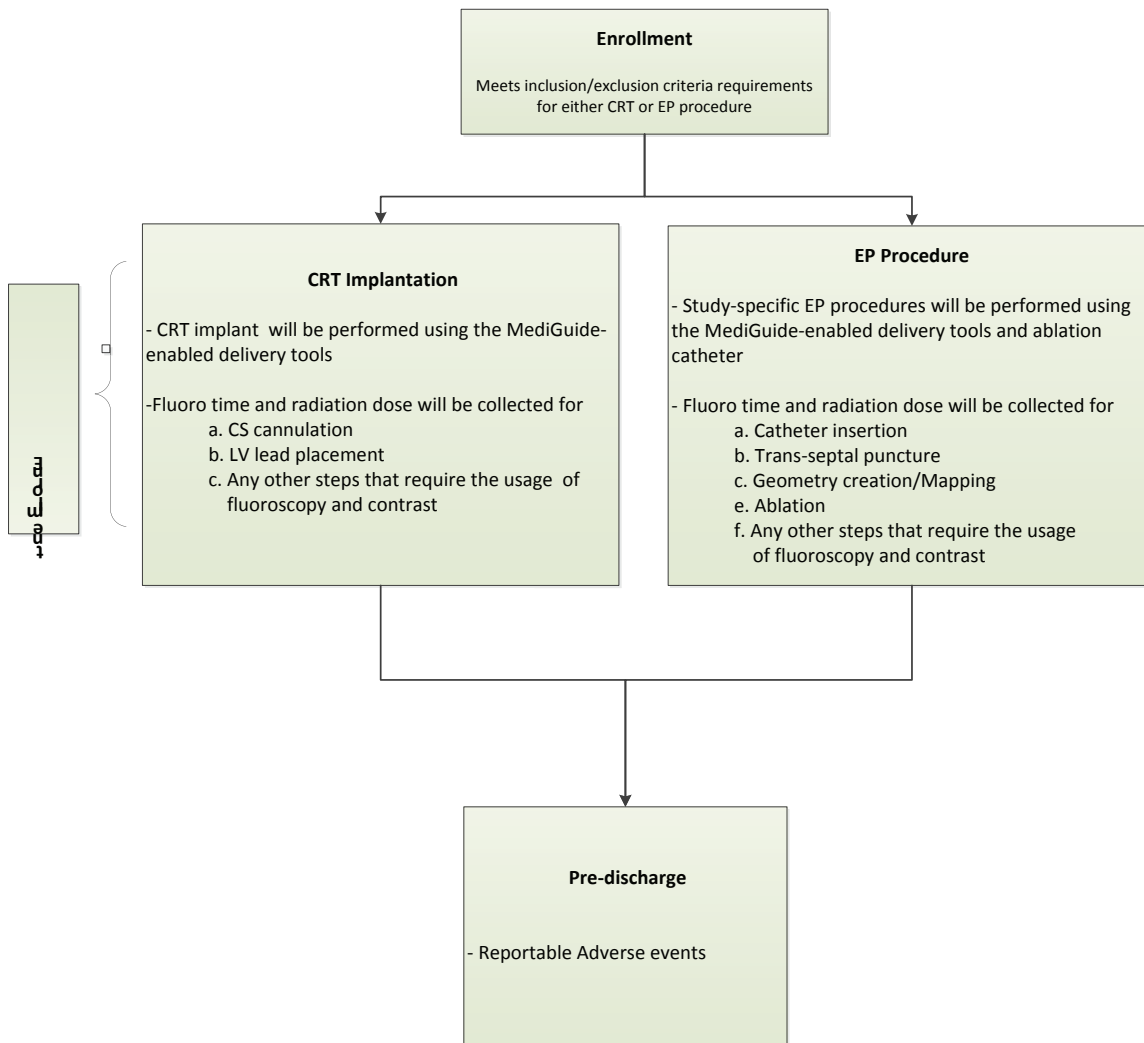 Enrollment
Meets inclusion/exclusion criteria requirements
for either CRT or EP procedure
CRT Implantation
- CRT implant will be performed using the MediGuide-
enabled delivery tools
-Fluoro time and radiation dose will be collected for
a. CS cannulation
b. LV lead placement
c. Any other steps that require the usage of
fluoroscopy and contrast
EP Procedure
- Study-specific EP procedures will be performed using
the MediGuide-enabled delivery tools and ablation
catheter
- Fluoro time and radiation dose will be collected for
a. Catheter insertion
b. Trans-septal puncture
c. Geometry creation/Mapping
e. Ablation
f. Any other steps that require the usage
of fluoroscopy and contrast
Pre-discharge
- Reportable Adverse events